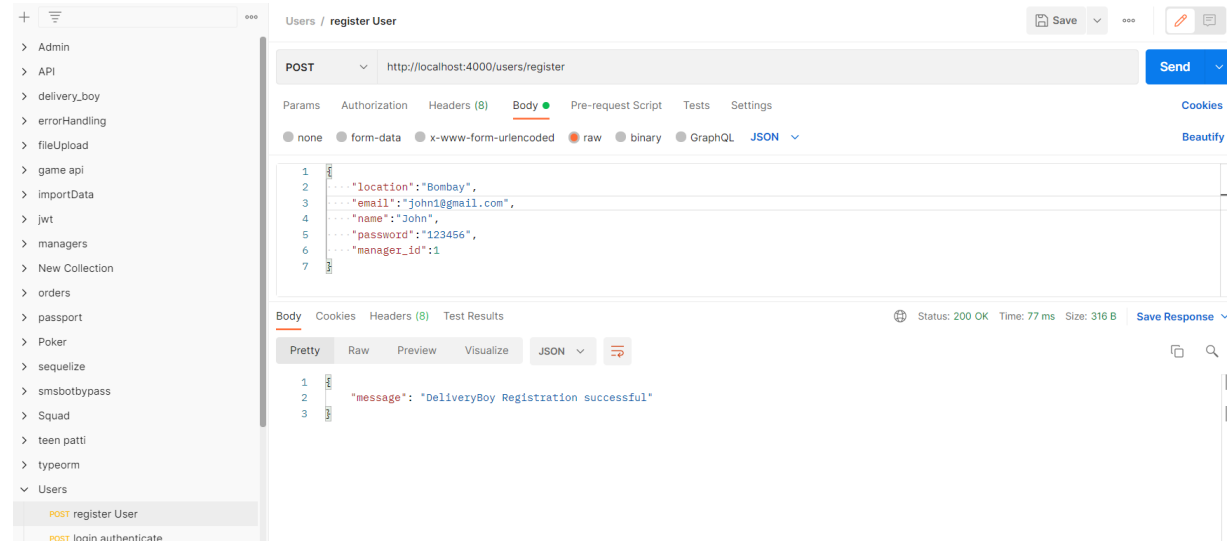 Users / register User
Save
Admin
API
delivery_boy
errorHandling
fileUpload
game api
importData
jwt
managers
New Collection
orders
passport
Poker
sequelize
smsbotbypass
Squad
teen patti
typeorm
Users
POST register User
POST login authenticate
POST http://localhost:4000/users/register Send
Params Authorization Headers (8) Body Pre-request Script Tests Settings Cookies
none form-data x-www-form-urlencoded raw binary GraphQL JSON Beautify
1 {
2 "location":"Bombay",
3 "email":"john1@gmail.com",
4 "name":"John",
5 "password":"123456",
6 "manager_id":1
7 }
Body Cookies Headers (8) Test Results Status: 200 OK Time: 77 ms Size: 316 B Save Response
Pretty Raw Preview Visualize JSON
1 {
2 "message": "DeliveryBoy Registration successful"
3 }